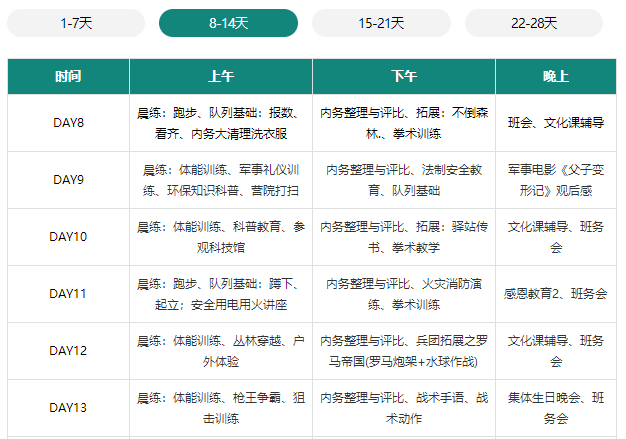 1-7天 8-14天 15-21天 22-28天
时间 上午 下午 晚上
DAY8
晨练：跑步、队列基础：报数、
看齐、内务大清理洗衣服
内务整理与评比、拓展：不倒森
林.、拳术训练
班会、文化课辅导
DAY9
晨练：体能训练、军事礼仪训
练、环保知识科普、营院打扫
内务整理与评比、法制安全教
育、队列基础
军事电影《父子变
形记》观后感
DAY10
晨练：体能训练、科普教育、参
观科技馆
内务整理与评比、拓展：驿站传
书、拳术教学
文化课辅导、班务
会
DAY11
晨练：跑步、队列基础：蹲下、
起立；安全用电用火讲座
内务整理与评比、火灾消防演
练、拳术训练
感恩教育2、班务会
DAY12
晨练：体能训练、丛林穿越、户
外体验
内务整理与评比、兵团拓展之罗
马帝国(罗马炮架+水球作战)
文化课辅导、班务
会
DAY13
晨练：体能训练、枪王争霸、狙
击训练
内务整理与评比、战术手语、战
术动作
集体生日晚会、班
务会